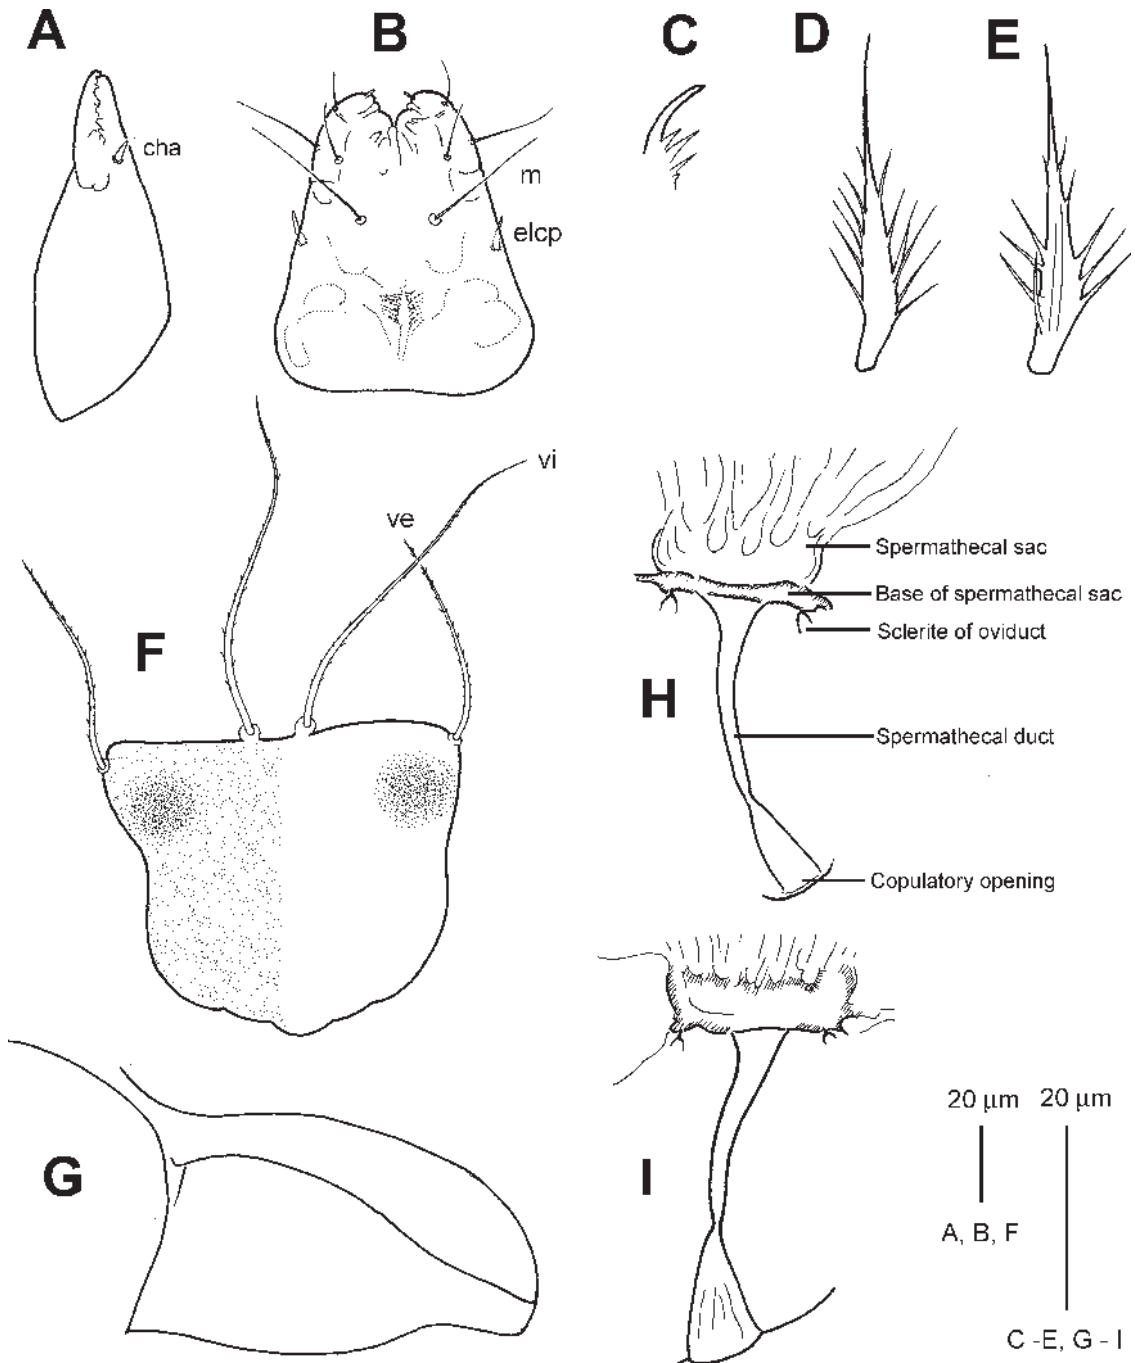 A
B
C
D
E
cha
m
elcp
vi
ve
F
Spermathecal sac
Base of spermathecal sac
Sclerite of oviduct
H
Spermathecal duct
Copulatory opening
G
I
20 μm 20 μm
A, B, F
C -E, G - I